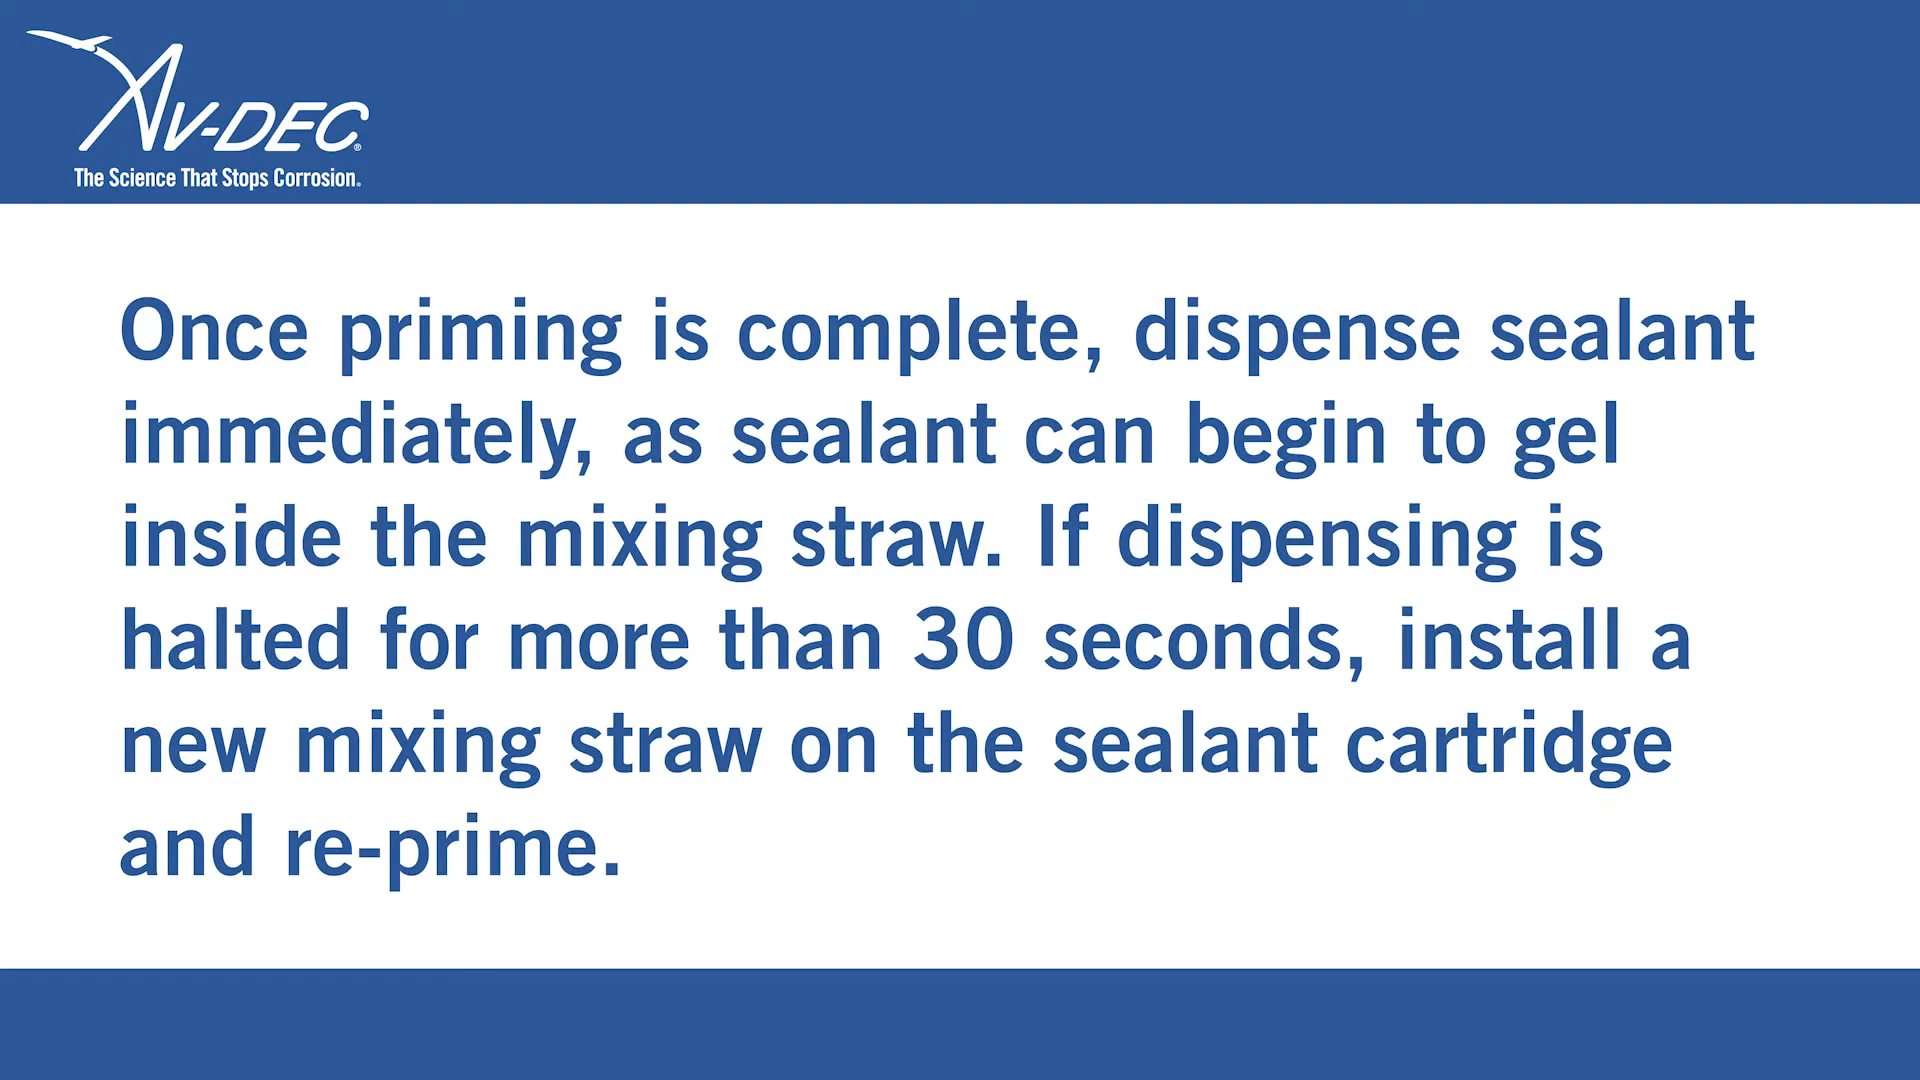 AV-DEC®
The Science That Stops Corrosion.
Once priming is complete, dispense sealant
immediately, as sealant can begin to gel
inside the mixing straw. If dispensing is
halted for more than 30 seconds, install a
new mixing straw on the sealant cartridge
and re-prime.